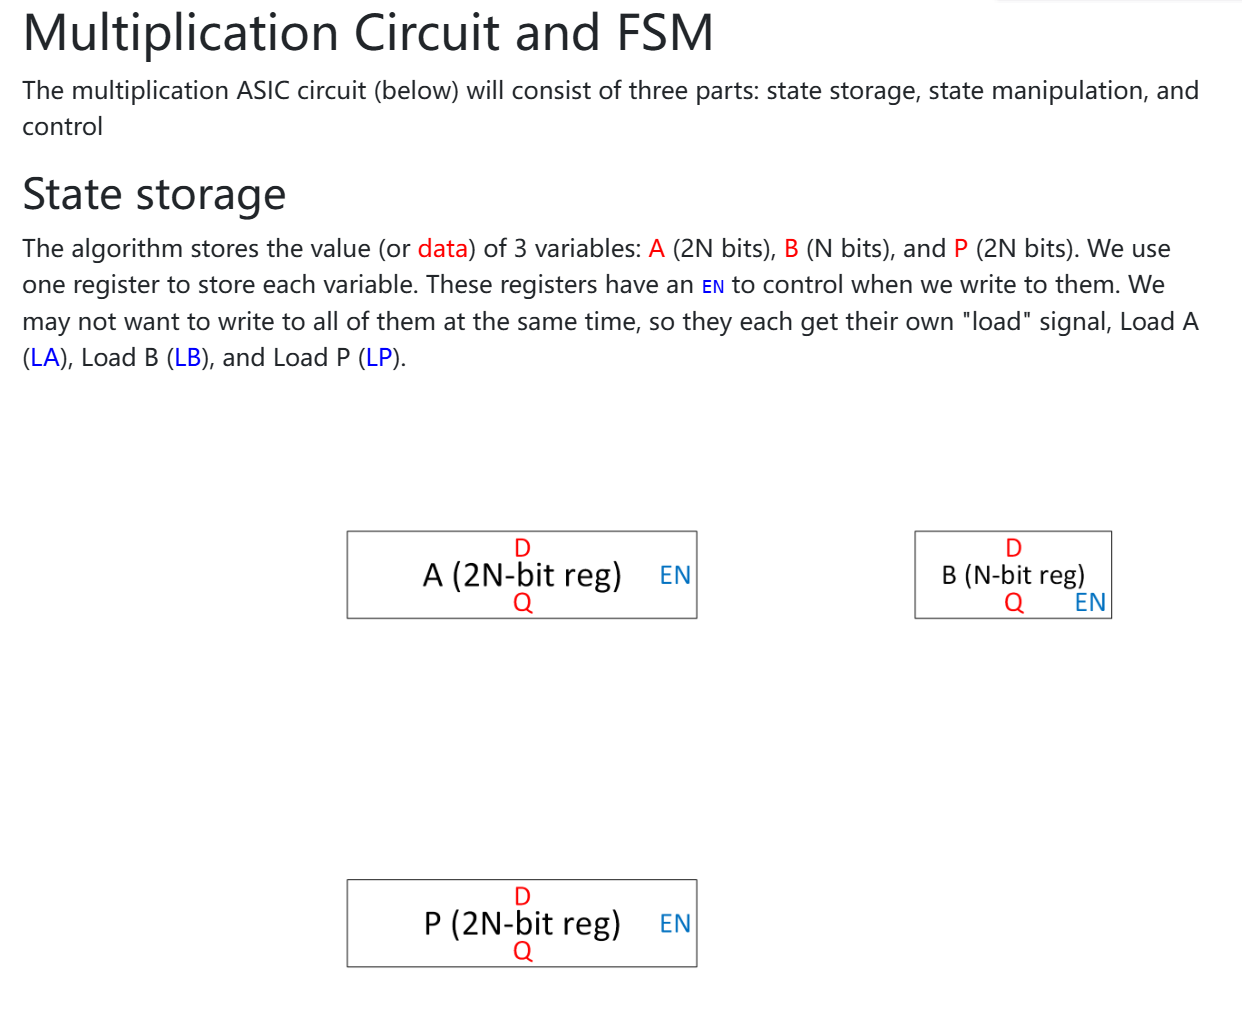 Multiplication Circuit and FSM
The multiplication ASIC circuit (below) will consist of three parts: state storage, state manipulation, and
control
State storage
The algorithm stores the value (or data) of 3 variables: A (2N bits), B (N bits), and P (2N bits). We use
one register to store each variable. These registers have an EN to control when we write to them. We
may not want to write to all of them at the same time, so they each get their own "load" signal, Load A
(LA), Load B (LB), and Load P (LP).
D
A (2N-bit reg) EN
Q
D
B (N-bit reg)
Q EN
D
P (2N-bit reg) EN
Q